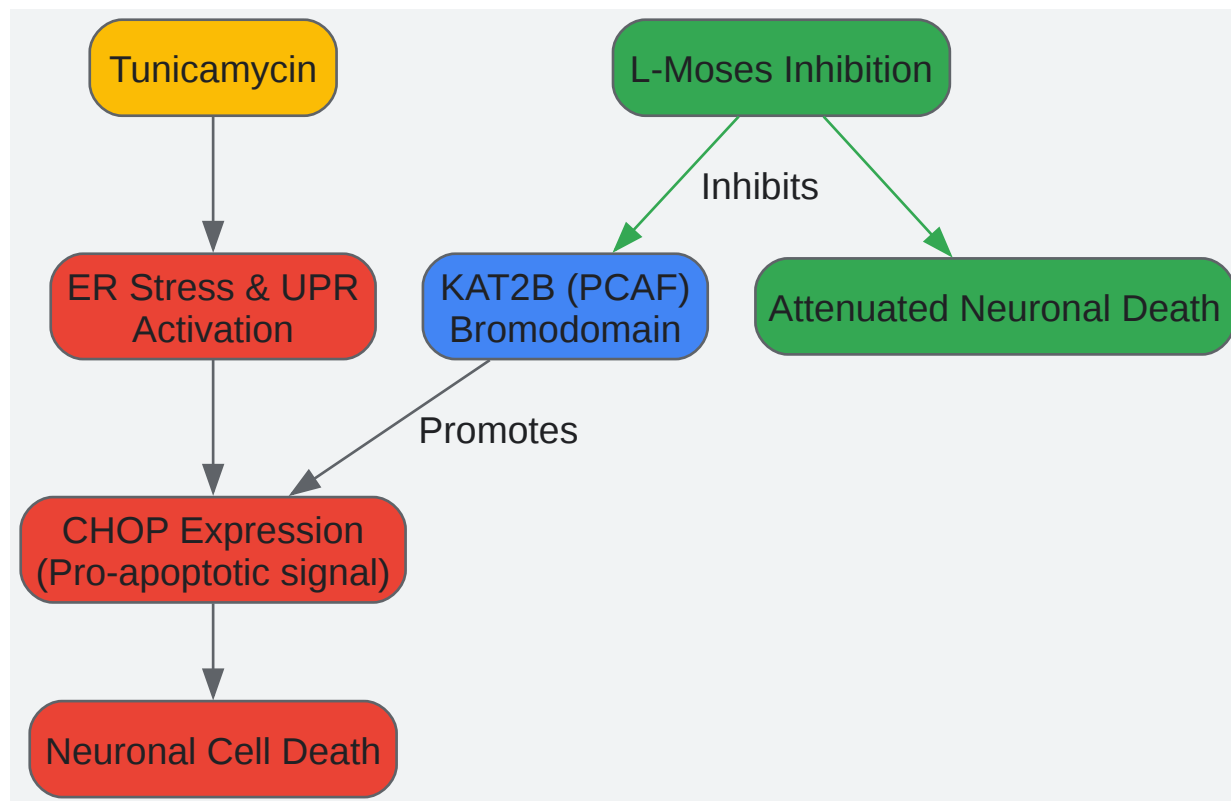 Tunicamycin
L-Moses Inhibition
Inhibits
ER Stress & UPR
Activation
KAT2B (PCAF)
Bromodomain
Attenuated Neuronal Death
Promotes
CHOP Expression
(Pro-apoptotic signal)
Neuronal Cell Death